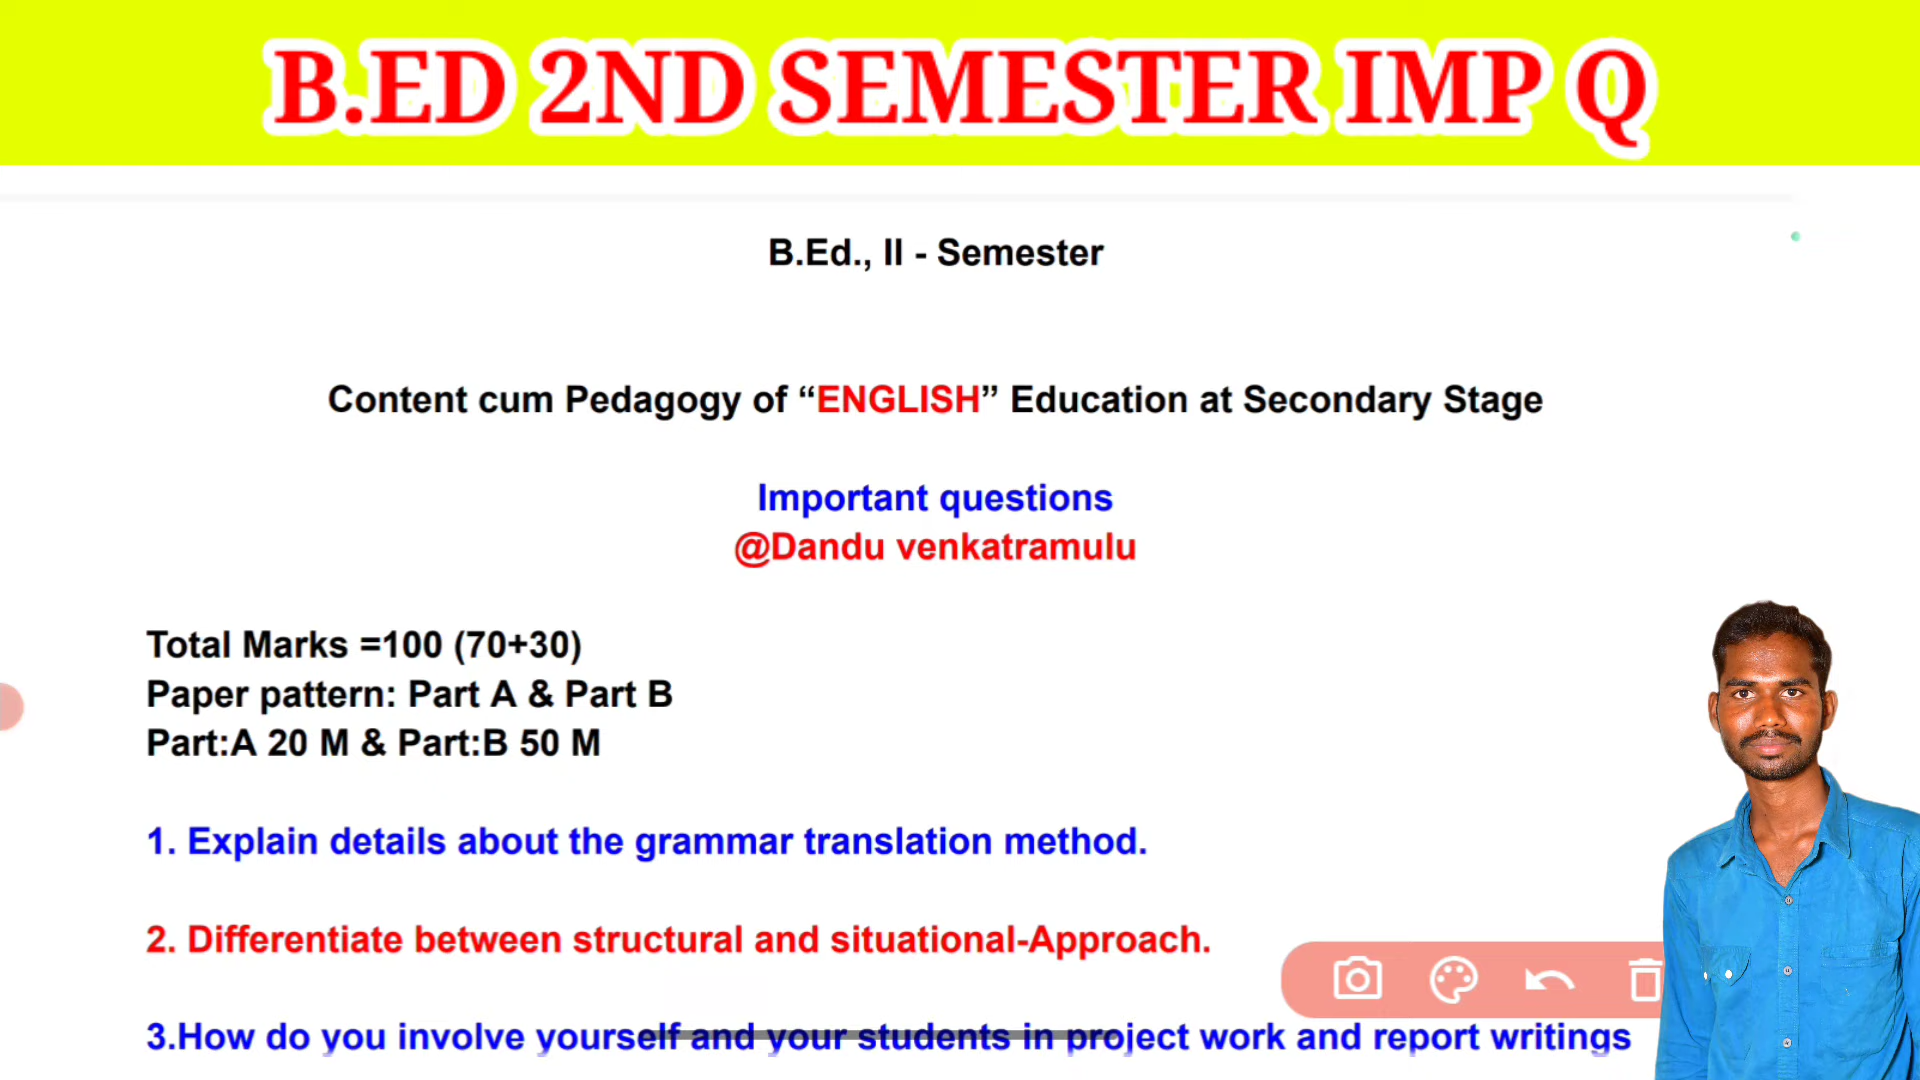 B.ED 2ND SEMESTER IMP Q
B.Ed., II - Semester
Content cum Pedagogy of “ENGLISH” Education at Secondary Stage
Important questions
@Dandu venkatramulu
Total Marks =100 (70+30)
Paper pattern: Part A & Part B
Part:A 20 M & Part:B 50 M
1. Explain details about the grammar translation method.
2. Differentiate between structural and situational-Approach.
3.How do you involve yourself and your students in project work and report writings